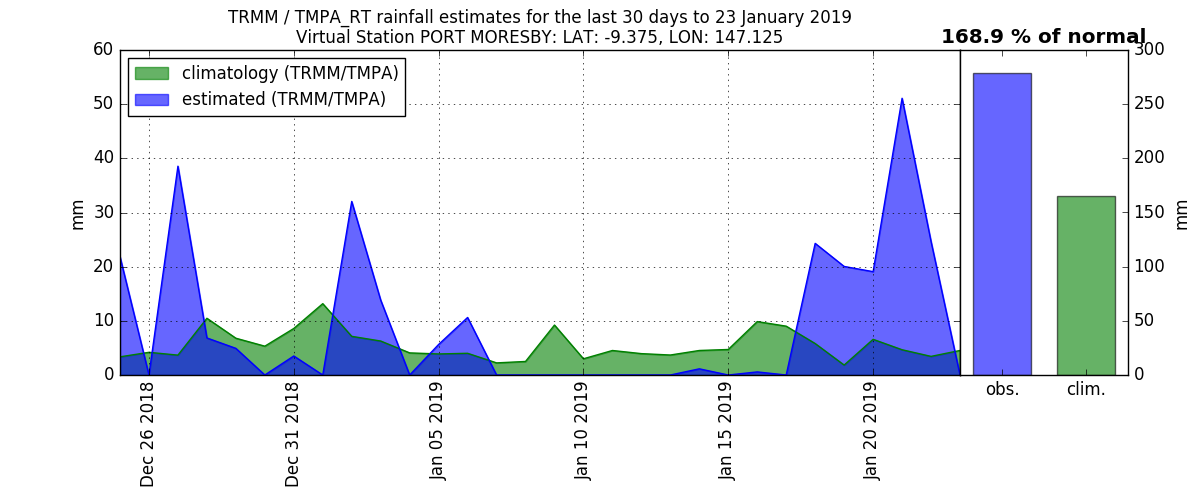 TRMM / TMPA_RT rainfall estimates for the last 30 days to 23 January 2019
Virtual Station PORT MORESBY: LAT: -9.375, LON: 147.125
168.9 % of normal
climatology (TRMM/TMPA)
estimated (TRMM/TMPA)
60
50
40
30
20
10
0
mm
Dec 26 2018
Dec 31 2018
Jan 05 2019
Jan 10 2019
Jan 15 2019
Jan 20 2019
obs.
clim.
300
250
200
150
100
50
0
mm